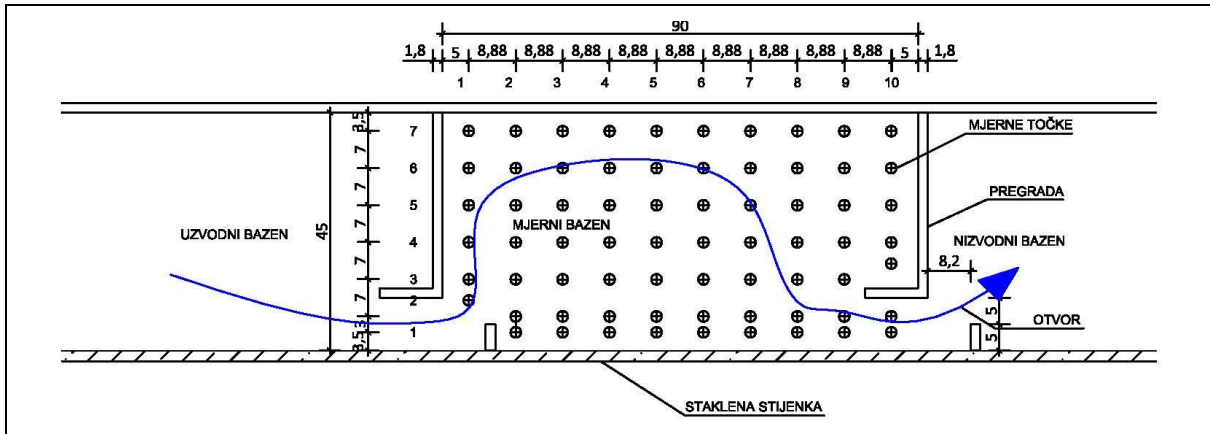 90
1,8 5 8,88 8,88 8,88 8,88 8,88 8,88 8,88 8,88 8,88 5 1,8
1 2 3 4 5 6 7 8 9 10
3,5 7
MJERNE TOČKE
7 6
7 5
PREGRADA
UZVODNI BAZEN
MJERNI BAZEN
45
7 4
NIZVODNI BAZEN
8,2
7 3
7 2
5
OTVOR
3
1
5
3,5
STAKLENA STIJENKA